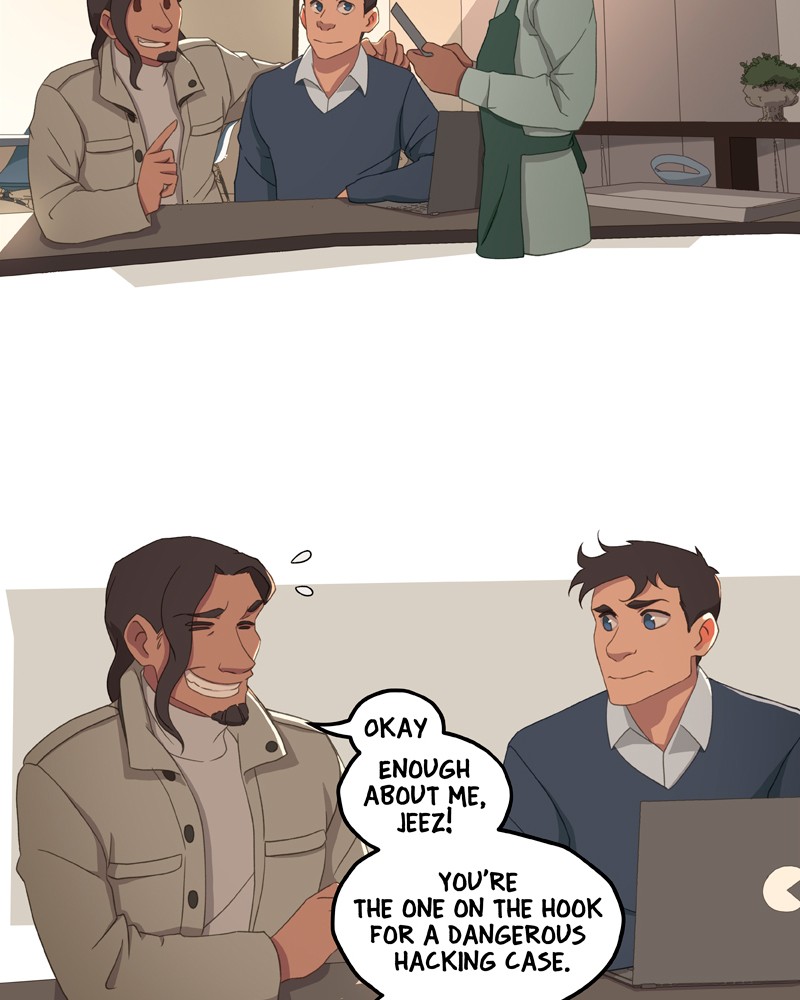 OKAY
ENOUGH
ABOUT ME,
JEEZ!
YOU'RE
THE ONE ON THE HOOK
FOR A DANGEROUS
HACKING CASE.